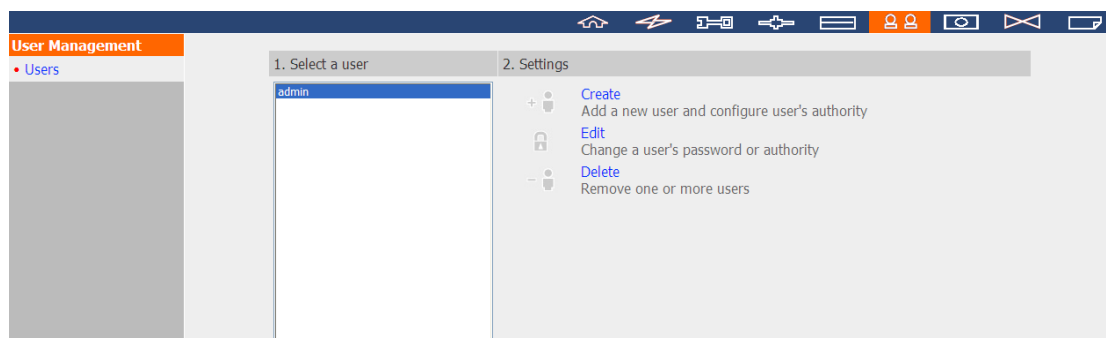 User Management
• Users
1. Select a user
admin
2. Settings
Create
Add a new user and configure user's authority
Edit
Change a user's password or authority
Delete
Remove one or more users